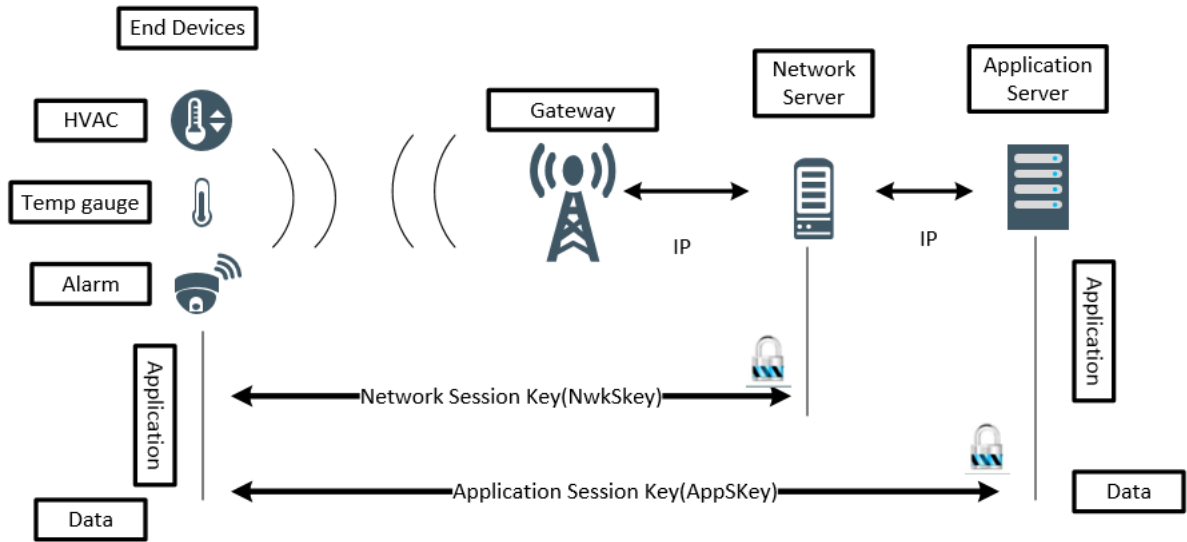 End Devices
HVAC
Temp gauge
Alarm
Application
Data
Gateway
IP
Network
Server
IP
Application
Server
Application
Data
Network Session Key(NwkSkey)
Application Session Key(AppSKey)